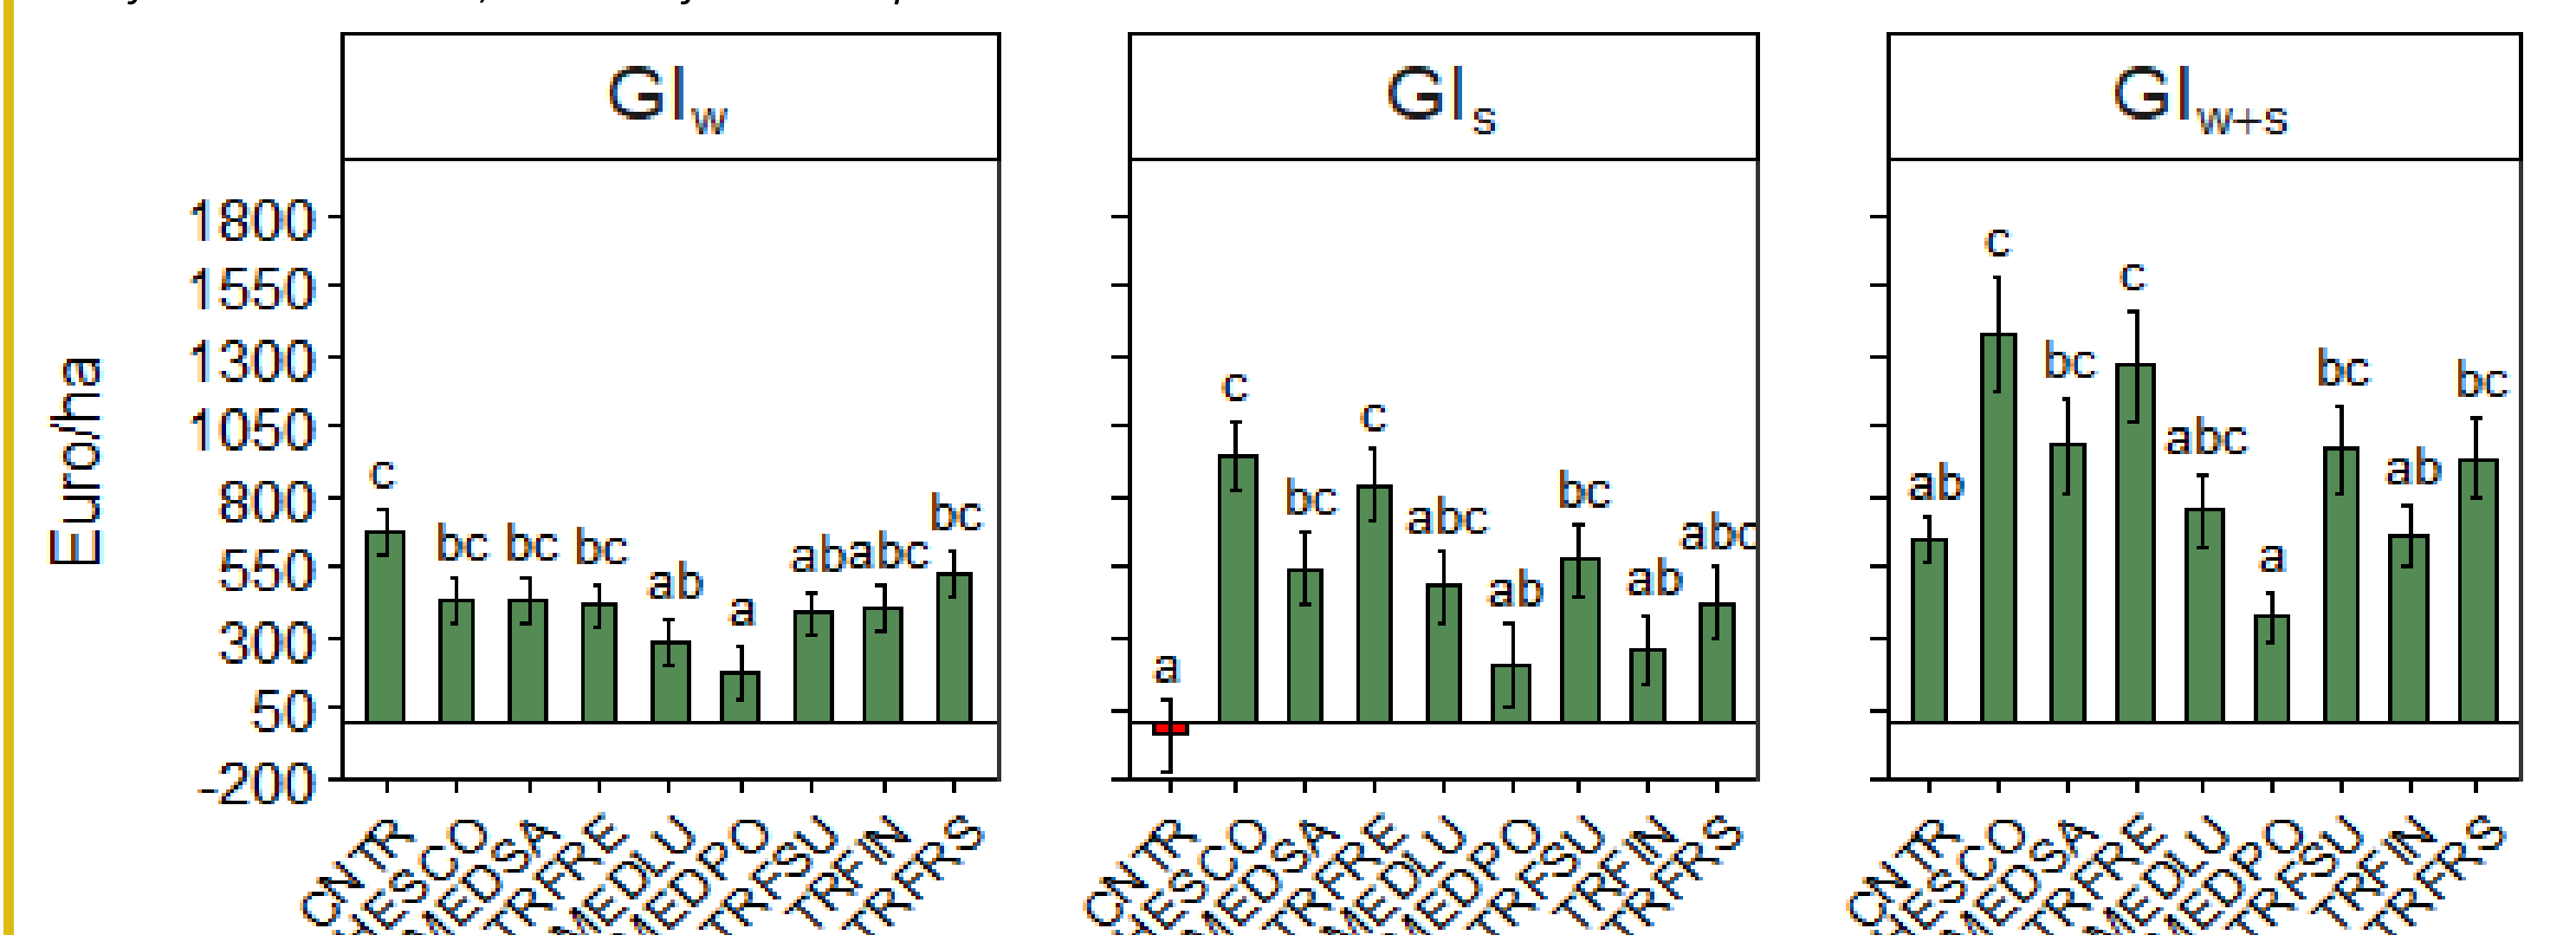 GIw GIs GIw+s
Euro/ha
1800
1550
1300
1050
800
550
300
50
-200
c bc bc bc ab a ab abc bc
a c bc c abc ab bc ab abc
ab c bc c abc a bc ab bc
CNTR HESCO MEDSA TRFRE MEDLU MEDPO TRFSU TRFIN TRFRS
CNTR HESCO MEDSA TRFRE MEDLU MEDPO TRFSU TRFIN TRFRS
CNTR HESCO MEDSA TRFRE MEDLU MEDPO TRFSU TRFIN TRFRS